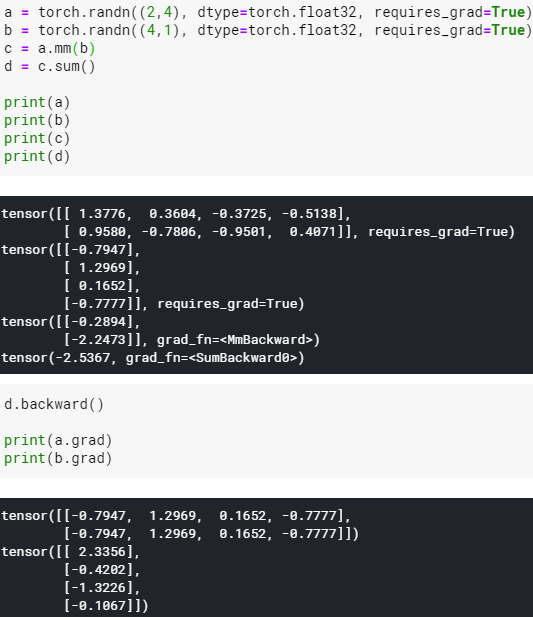 a = torch.randn((2,4), dtype=torch.float32, requires_grad=True)
b = torch.randn((4,1), dtype=torch.float32, requires_grad=True)
c = a.mm(b)
d = c.sum()
print(a)
print(b)
print(c)
print(d)
tensor([[ 1.3776,  0.3604, -0.3725, -0.5138],
        [ 0.9580, -0.7806, -0.9501,  0.4071]], requires_grad=True)
tensor([[-0.7947],
        [ 1.2969],
        [ 0.1652],
        [-0.7777]], requires_grad=True)
tensor([[-0.2894],
        [-2.2473]], grad_fn=<MmBackward>)
tensor(-2.5367, grad_fn=<SumBackward0>)
d.backward()
print(a.grad)
print(b.grad)
tensor([[-0.7947,  1.2969,  0.1652, -0.7777],
        [-0.7947,  1.2969,  0.1652, -0.7777]])
tensor([[ 2.3356],
        [-0.4202],
        [-1.3226],
        [-0.1067]])